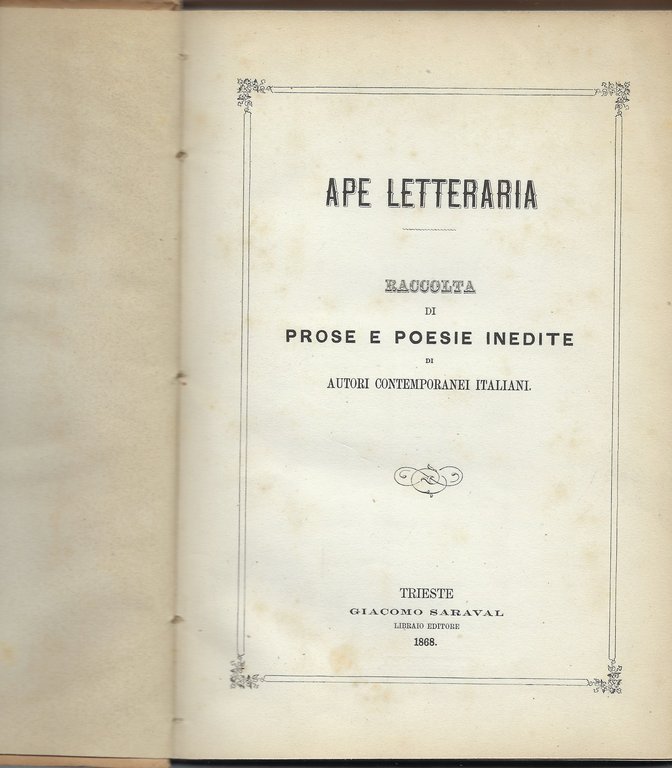 APE LETTERARIA
RACCOLTA
DI
PROSE E POESIE INEDITE
DI
AUTORI CONTEMPORANEI ITALIANI.
TRIESTE
GIACOMO SARAVAL
LIBRAIO EDITORE
1868.